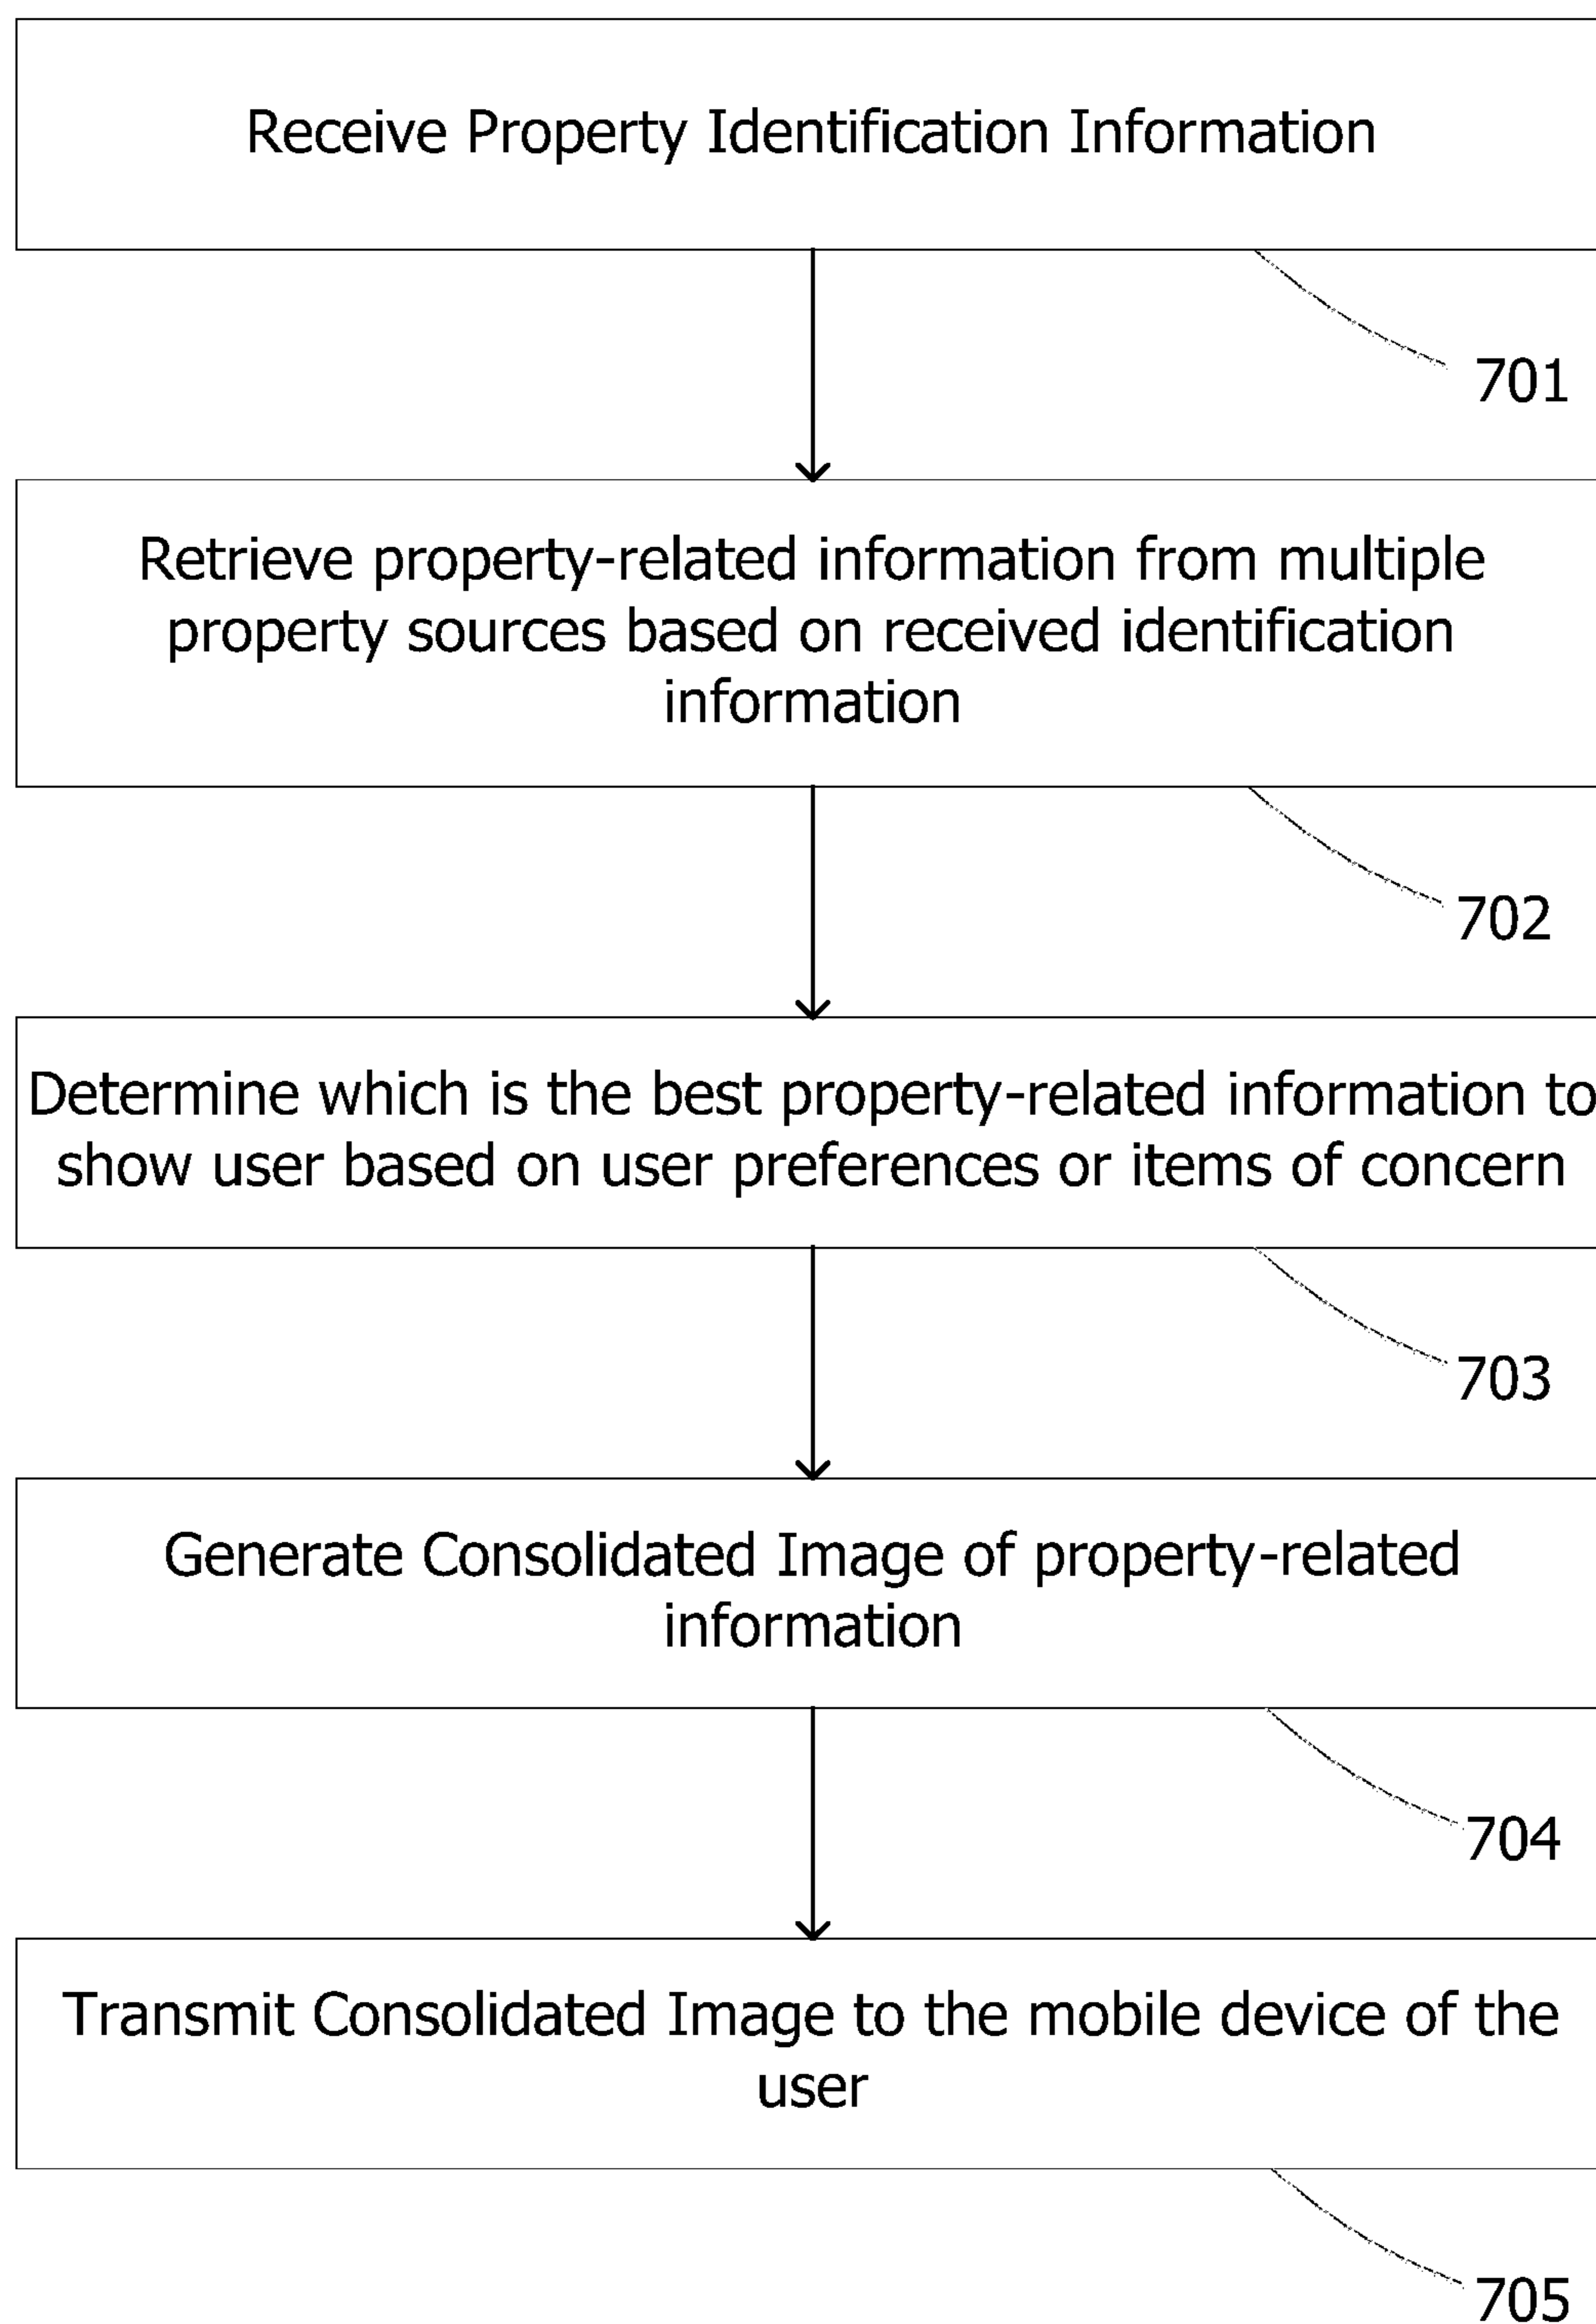 Receive Property Identification Information
701
Retrieve property-related information from multiple
property sources based on received identification
information
702
Determine which is the best property-related information to
show user based on user preferences or items of concern
703
Generate Consolidated Image of property-related
information
704
Transmit Consolidated Image to the mobile device of the
user
705